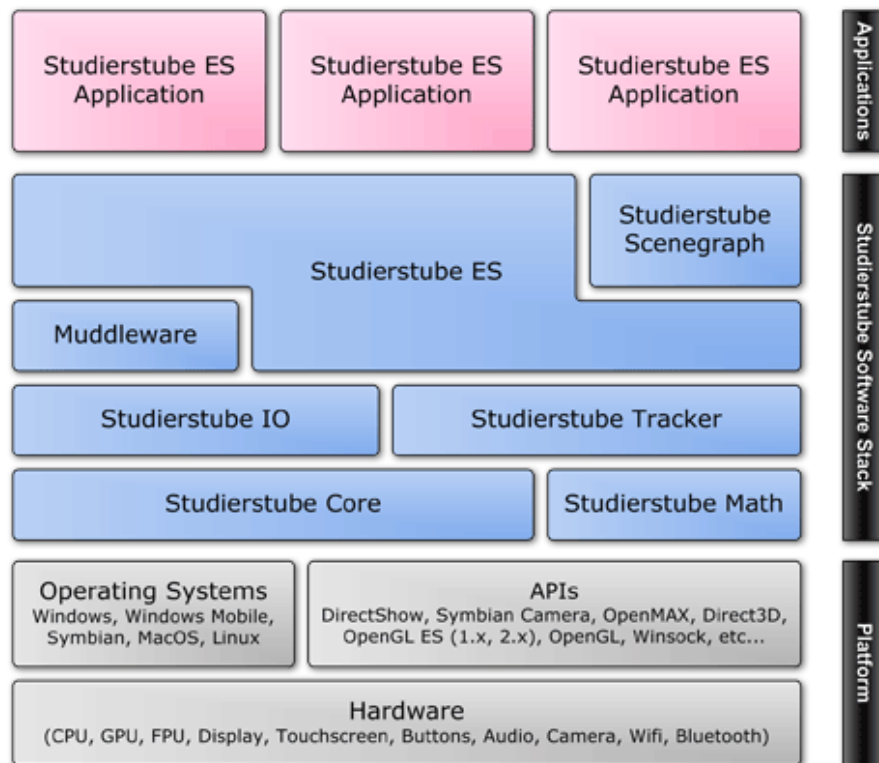 Studierstube ES
Application
Studierstube ES
Application
Studierstube ES
Application
Applications
Studierstube ES
Studierstube
Scenegraph
Muddleware
Studierstube IO
Studierstube Tracker
Studierstube Core
Studierstube Math
Studierstube Software Stack
Operating Systems
Windows, Windows Mobile,
Symbian, MacOS, Linux
APIs
DirectShow, Symbian Camera, OpenMAX, Direct3D,
OpenGL ES (1.x, 2.x), OpenGL, Winsock, etc...
Hardware
(CPU, GPU, FPU, Display, Touchscreen, Buttons, Audio, Camera, Wifi, Bluetooth)
Platform